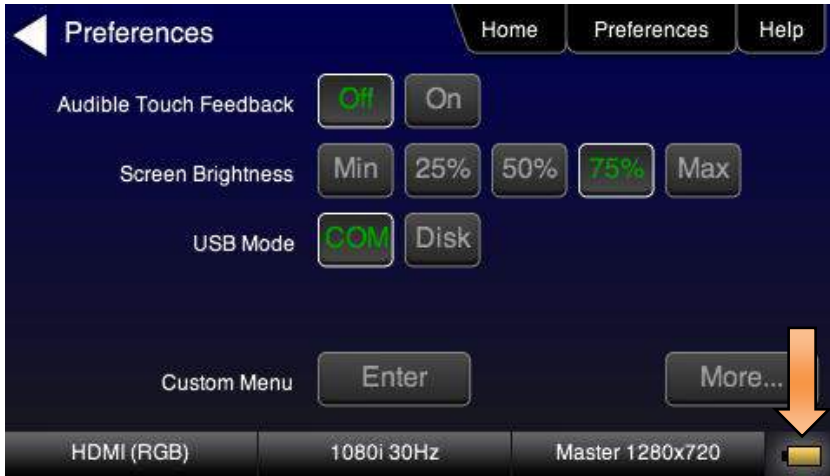 Preferences
Home
Preferences
Help
Audible Touch Feedback
Off
On
Screen Brightness
Min
25%
50%
75%
Max
USB Mode
COM
Disk
Custom Menu
Enter
More...
HDMI (RGB)
1080i 30Hz
Master 1280x720